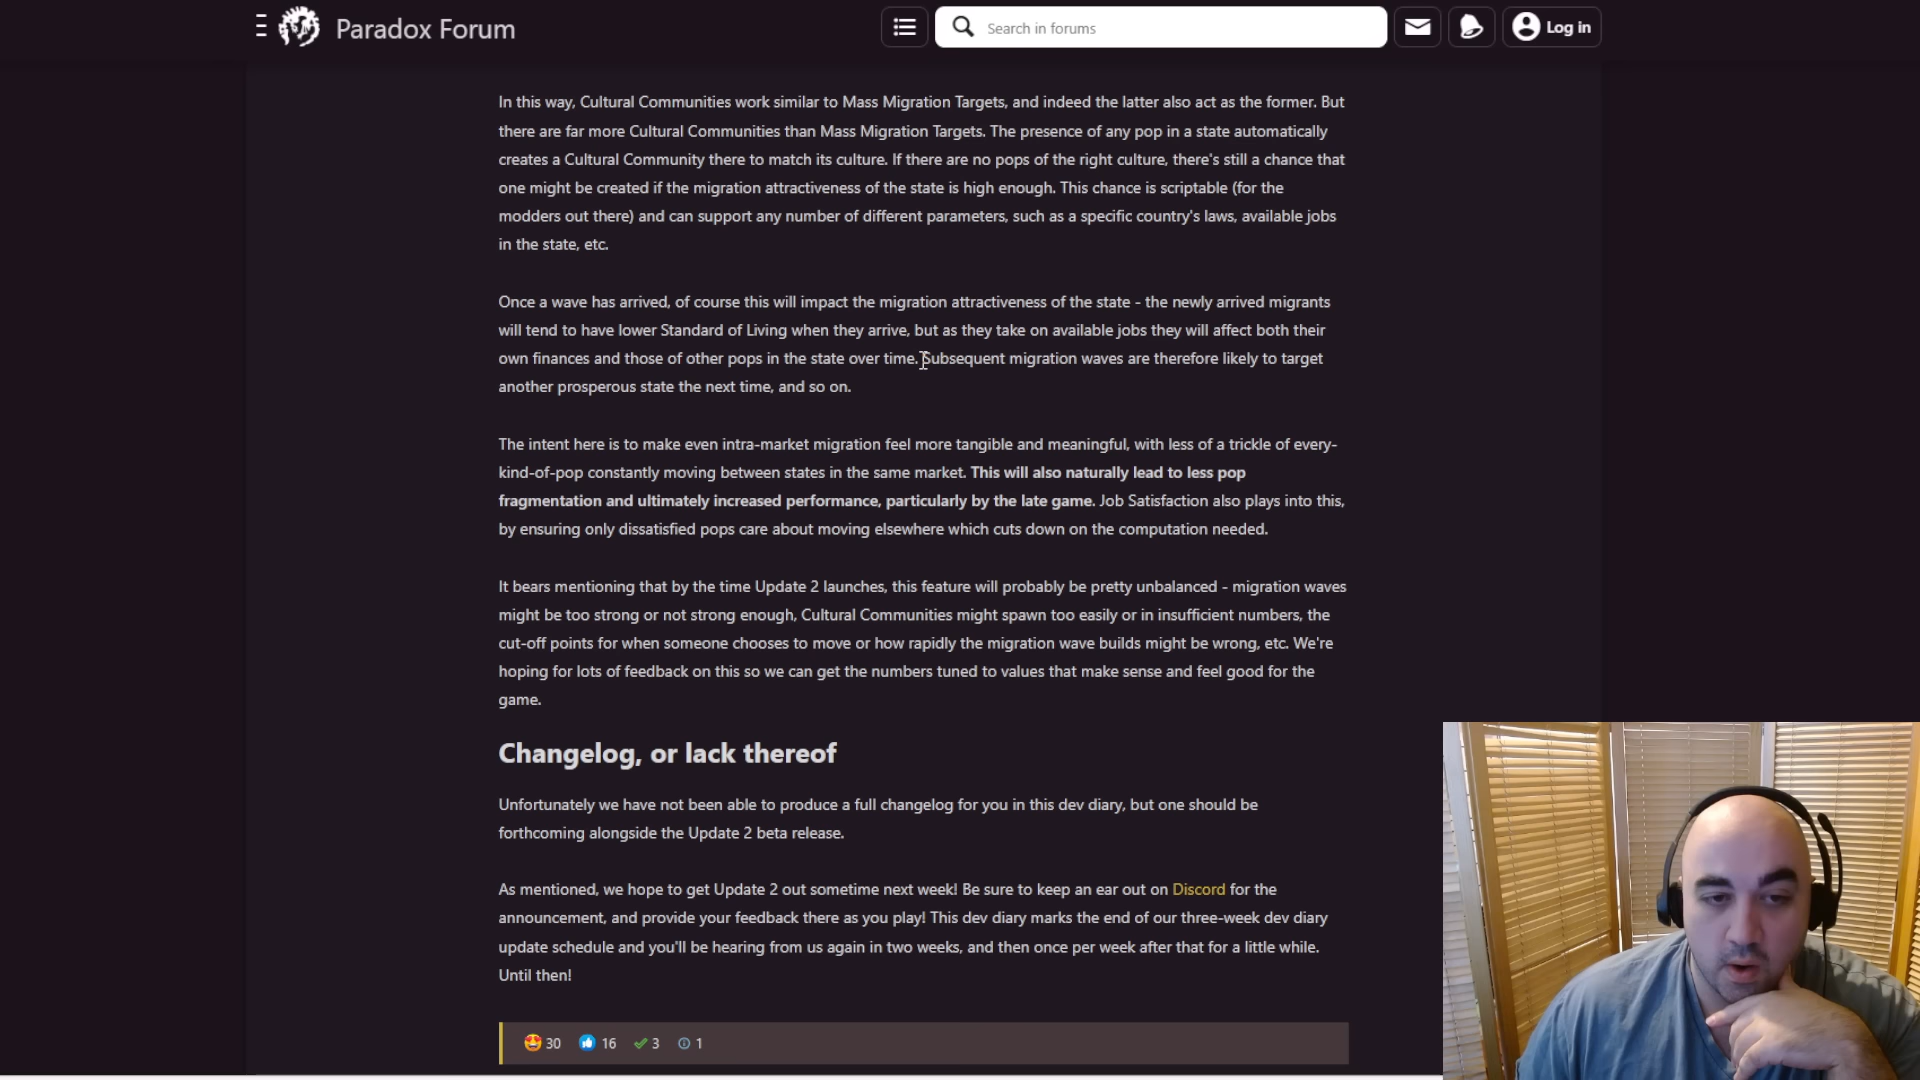 Paradox Forum
Search in forums
Log in
In this way, Cultural Communities work similar to Mass Migration Targets, and indeed the latter also act as the former. But
there are far more Cultural Communities than Mass Migration Targets. The presence of any pop in a state automatically
creates a Cultural Community there to match its culture. If there are no pops of the right culture, there's still a chance that
one might be created if the migration attractiveness of the state is high enough. This chance is scriptable (for the
modders out there) and can support any number of different parameters, such as a specific country's laws, available jobs
in the state, etc.
Once a wave has arrived, of course this will impact the migration attractiveness of the state - the newly arrived migrants
will tend to have lower Standard of Living when they arrive, but as they take on available jobs they will affect both their
own finances and those of other pops in the state over time. Subsequent migration waves are therefore likely to target
another prosperous state the next time, and so on.
The intent here is to make even intra-market migration feel more tangible and meaningful, with less of a trickle of every-
kind-of-pop constantly moving between states in the same market. This will also naturally lead to less pop
fragmentation and ultimately increased performance, particularly by the late game. Job Satisfaction also plays into this,
by ensuring only dissatisfied pops care about moving elsewhere which cuts down on the computation needed.
It bears mentioning that by the time Update 2 launches, this feature will probably be pretty unbalanced - migration waves
might be too strong or not strong enough, Cultural Communities might spawn too easily or in insufficient numbers, the
cut-off points for when someone chooses to move or how rapidly the migration wave builds might be wrong, etc. We're
hoping for lots of feedback on this so we can get the numbers tuned to values that make sense and feel good for the
game.
Changelog, or lack thereof
Unfortunately we have not been able to produce a full changelog for you in this dev diary, but one should be
forthcoming alongside the Update 2 beta release.
As mentioned, we hope to get Update 2 out sometime next week! Be sure to keep an ear out on Discord for the
announcement, and provide your feedback there as you play! This dev diary marks the end of our three-week dev diary
update schedule and you'll be hearing from us again in two weeks, and then once per week after that for a little while.
Until then!
30 16 3 1